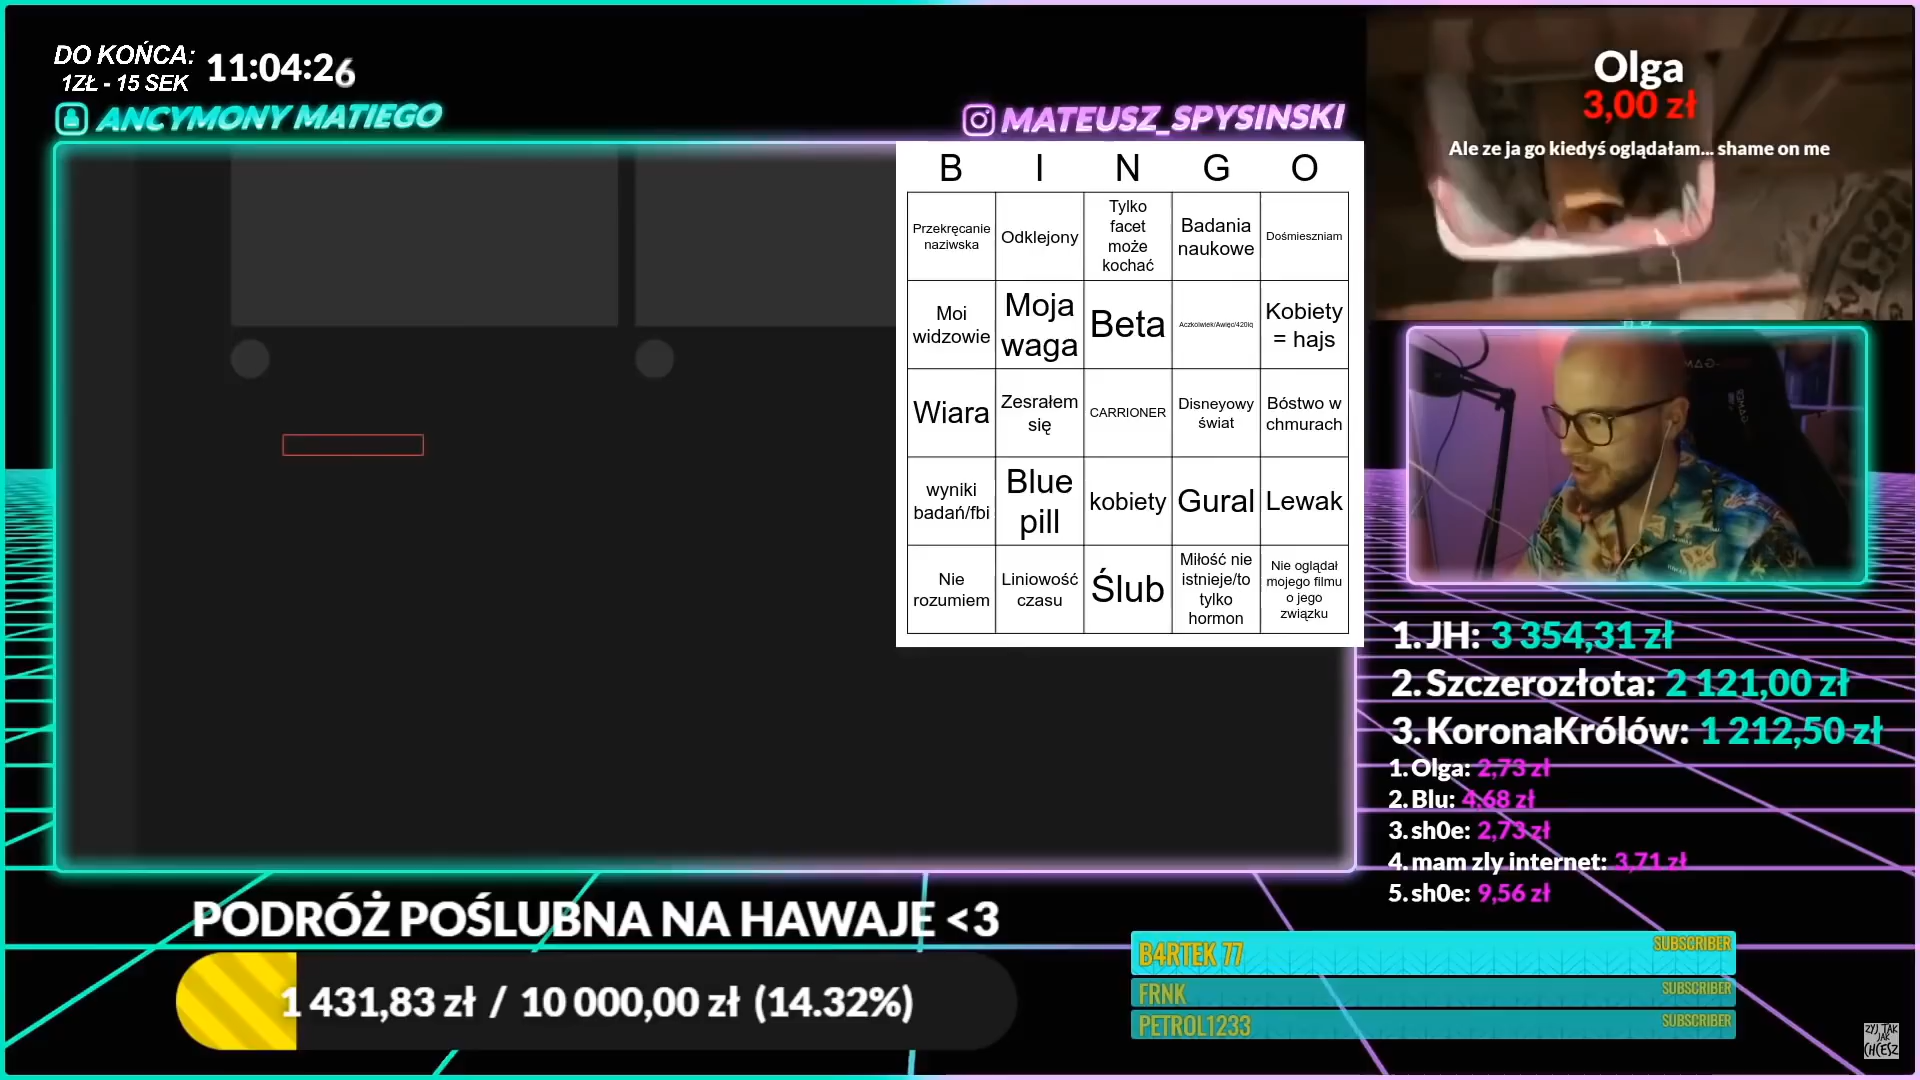 DO KOŃCA:
1ZŁ - 15 SEK
11:04:26
ANCYMONY MATIEGO
MATEUSZ_SPYSINSKI
Olga
3,00 zł
Ale ze ja go kiedyś oglądałam... shame on me
B I N G O
Przekręcanie
naziwska
Odklejony
Tylko
facet
może
kochać
Badania
naukowe
Dośmieszniam
Moi
widzowie
Moja
waga
Beta
Aczkolwiek/Awięc/420iq
Kobiety
= hajs
Wiara
Zesrałem
się
CARRIONER
Disneyowy
świat
Bóstwo w
chmurach
wyniki
badań/fbi
Blue
pill
kobiety
Gural
Lewak
Nie
rozumiem
Liniowość
czasu
Ślub
Miłość nie
istnieje/to
tylko
hormon
Nie oglądał
mojego filmu
o jego
związku
1. JH: 3 354,31 zł
2. Szczerozłota: 2 121,00 zł
3. KoronaKrólów: 1 212,50 zł
1. Olga: 2,73 zł
2. Blu: 4,68 zł
3. sh0e: 2,73 zł
4. mam zly internet: 3,71 zł
5. sh0e: 9,56 zł
PODRÓŻ POŚLUBNA NA HAWAJE <3
1 431,83 zł / 10 000,00 zł (14.32%)
B4RTEK 77 SUBSCRIBER
FRNK SUBSCRIBER
PETROL1233 SUBSCRIBER
ŻYJ TAK
JAK
CHCESZ